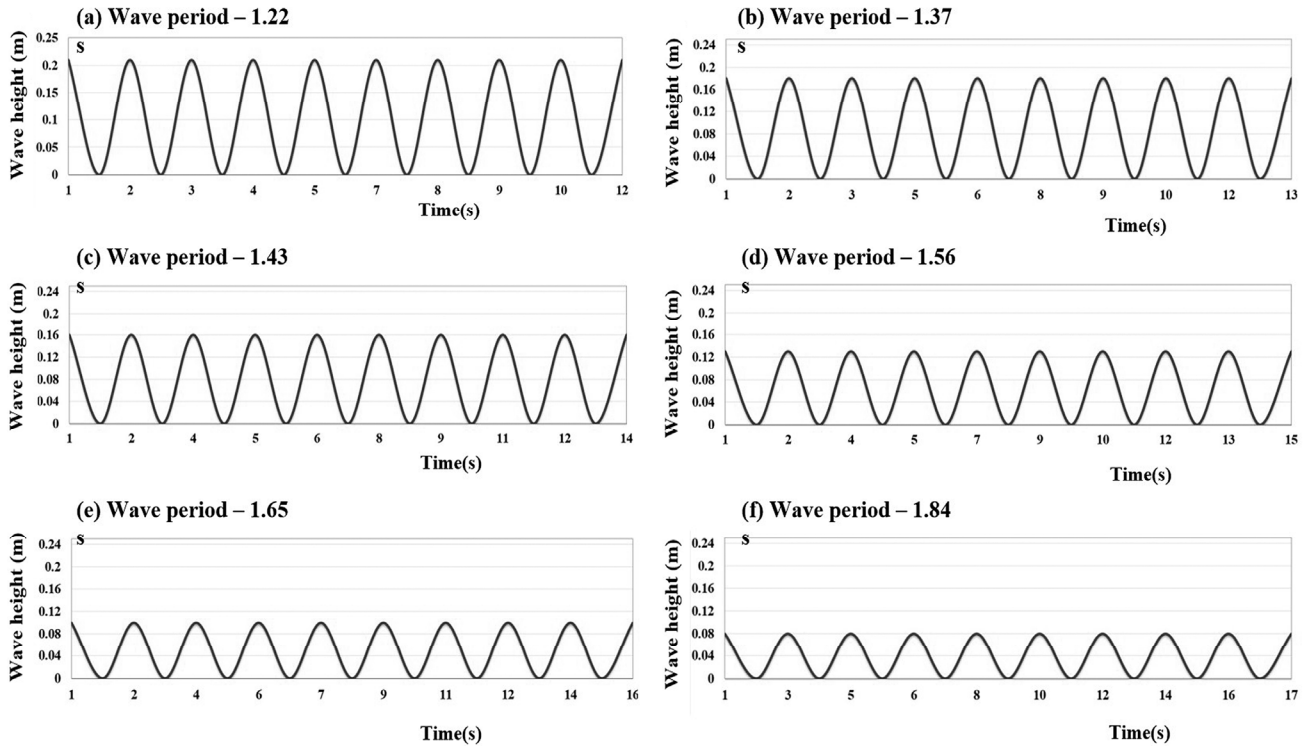 (a) Wave period – 1.22
s
Wave height (m)
0.25
0.2
0.15
0.1
0.05
0
1 2 3 4 5 7 8 9 10 12
Time(s)
(b) Wave period – 1.37
s
Wave height (m)
0.24
0.2
0.16
0.12
0.08
0.04
0
1 2 3 5 6 8 9 10 12 13
Time(s)
(c) Wave period – 1.43
s
Wave height (m)
0.24
0.2
0.16
0.12
0.08
0.04
0
1 2 4 5 6 8 9 11 12 14
Time(s)
(d) Wave period – 1.56
s
Wave height (m)
0.24
0.2
0.16
0.12
0.08
0.04
0
1 2 4 5 7 9 10 12 13 15
Time(s)
(e) Wave period – 1.65
s
Wave height (m)
0.24
0.2
0.16
0.12
0.08
0.04
0
1 2 4 6 7 9 11 12 14 16
Time(s)
(f) Wave period – 1.84
s
Wave height (m)
0.24
0.2
0.16
0.12
0.08
0.04
0
1 3 5 6 8 10 12 14 16 17
Time(s)